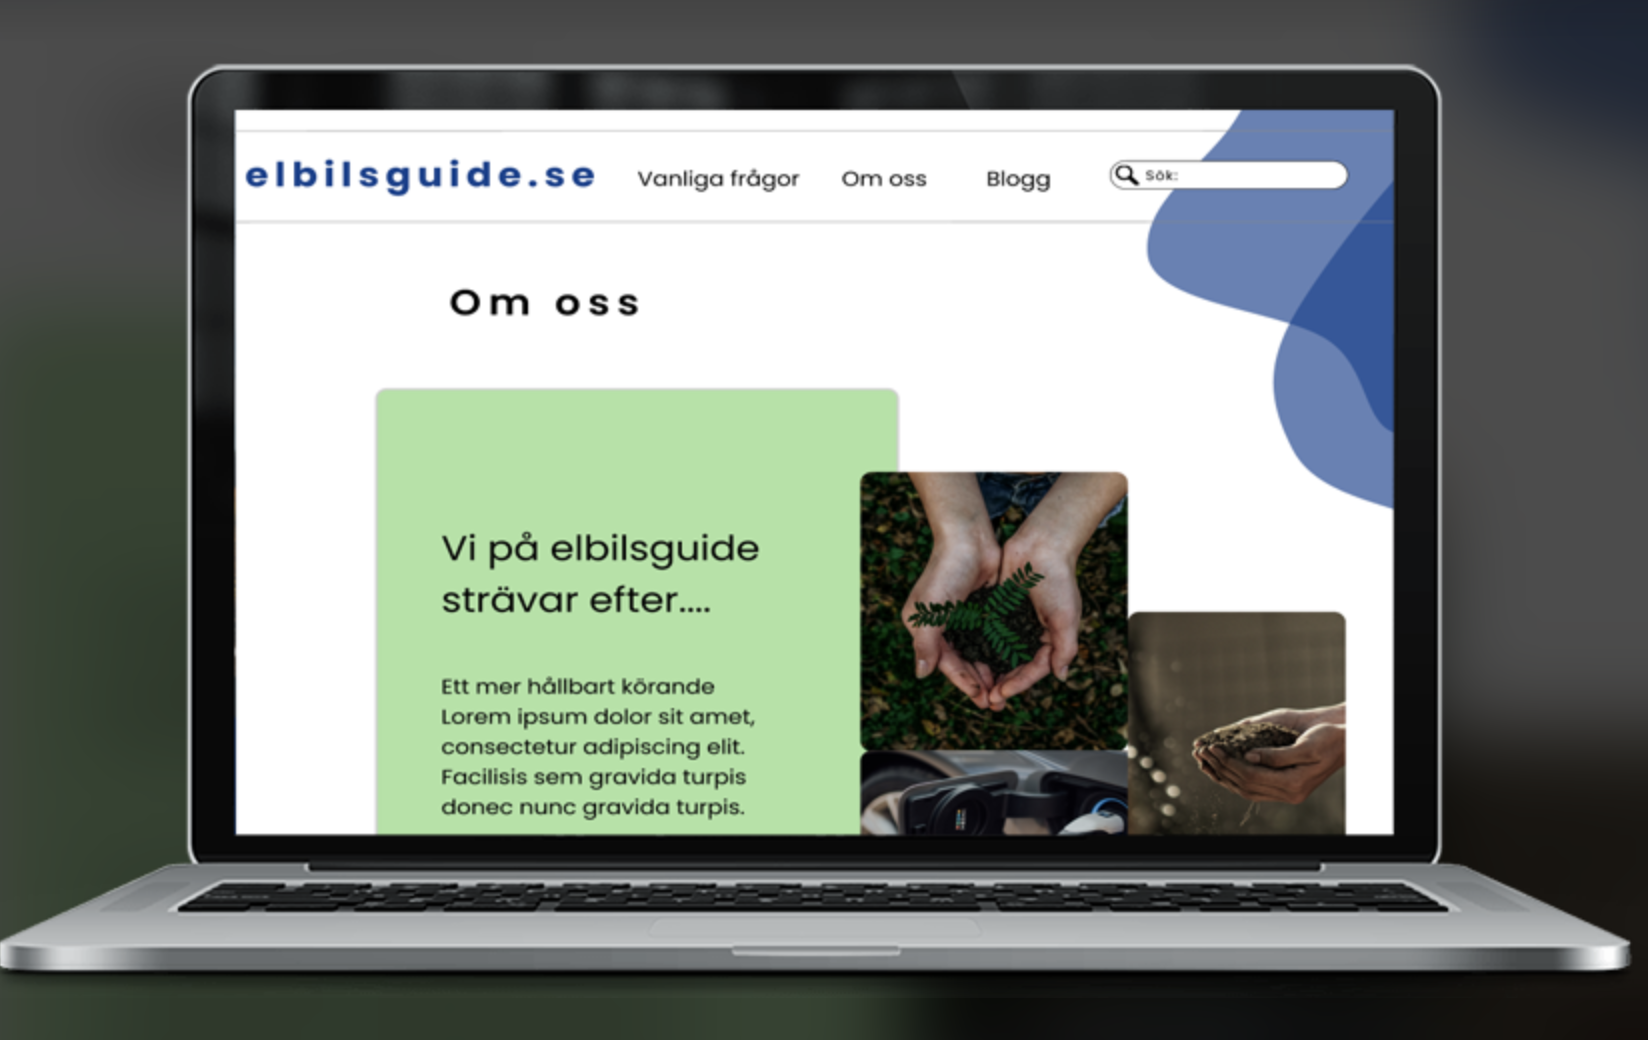 elbilsguide.se
Vanliga frågor
Om oss
Blogg
Sök:
Om oss
Vi på elbilsguide
strävar efter....
Ett mer hållbart körande
Lorem ipsum dolor sit amet,
consectetur adipiscing elit.
Facilisis sem gravida turpis
donec nunc gravida turpis.